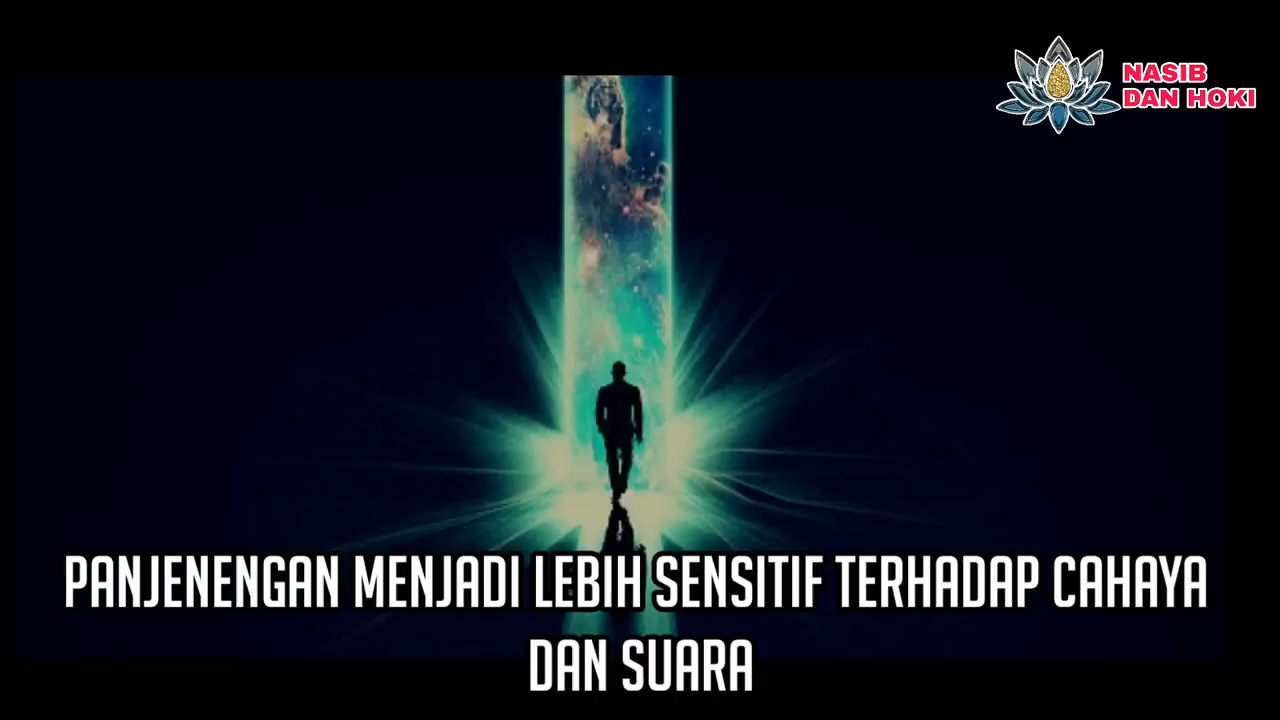 NASIB
DAN HOKI
PANJENENGAN MENJADI LEBIH SENSITIF TERHADAP CAHAYA
DAN SUARA